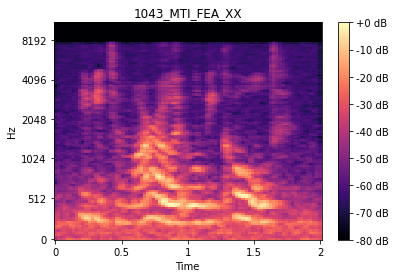 1043_MTI_FEA_XX
8192
4096
2048
1024
512
0
Hz
0
0.5
1
1.5
2
Time
+0 dB
-10 dB
-20 dB
-30 dB
-40 dB
-50 dB
-60 dB
-70 dB
-80 dB